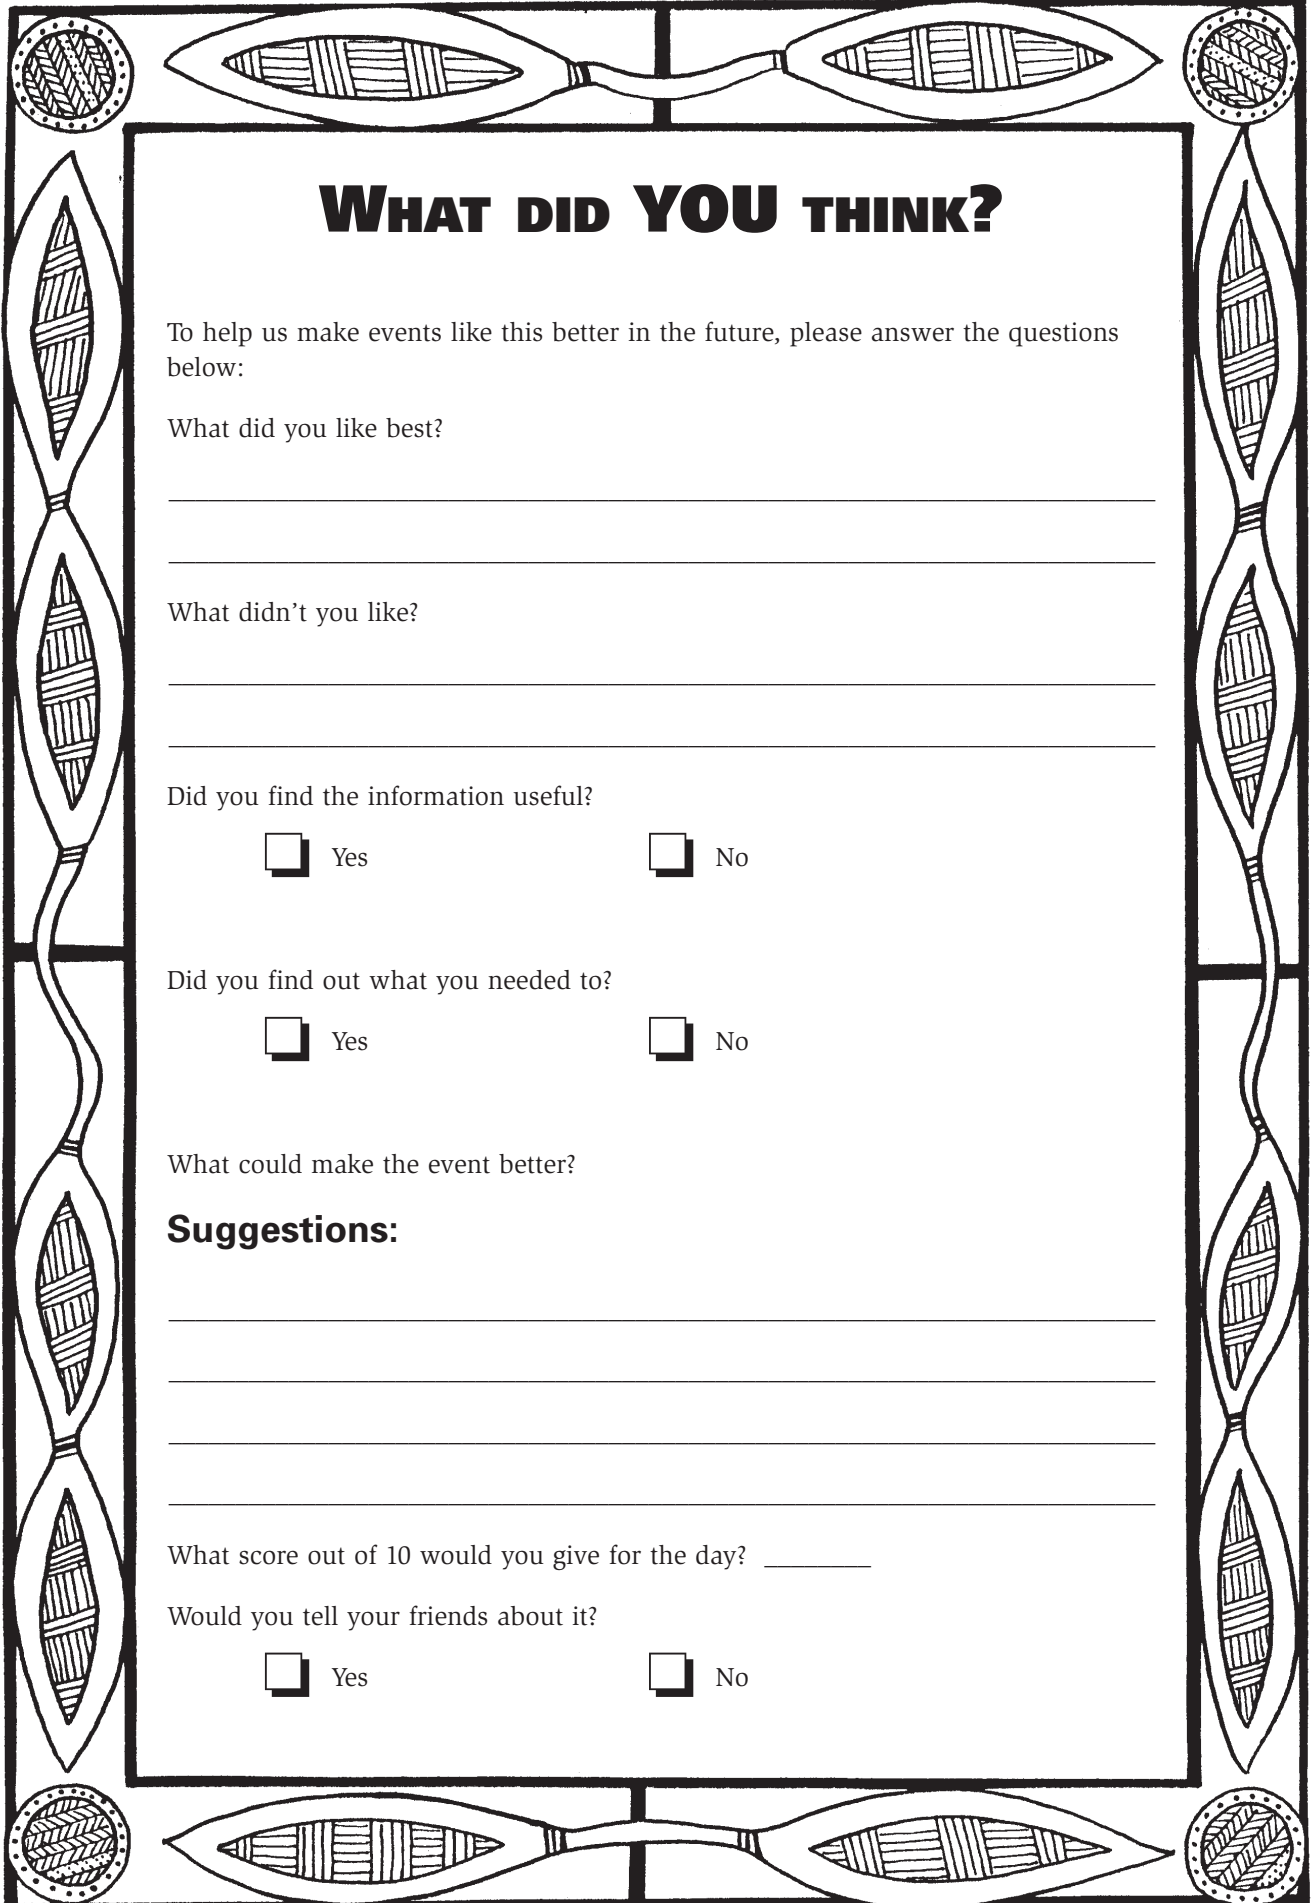 What did YOU think?
To help us make events like this better in the future, please answer the questions
below:
What did you like best?
What didn’t you like?
Did you find the information useful?
Yes No
Did you find out what you needed to?
Yes No
What could make the event better?
Suggestions:
What score out of 10 would you give for the day? ________
Would you tell your friends about it?
Yes No